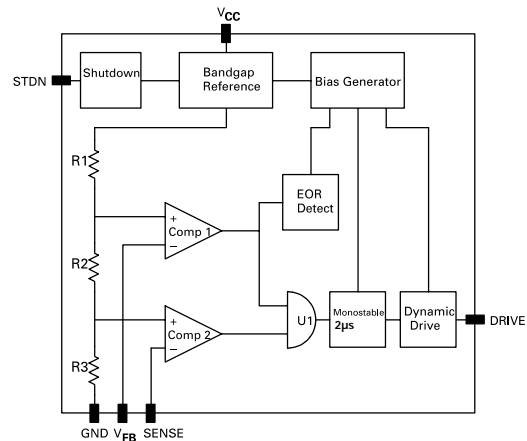 VCC
STDN
Shutdown
Bandgap
Reference
Bias Generator
R1
EOR
Detect
+
Comp 1
−
R2
U1
Monostable
2µs
Dynamic
Drive
DRIVE
+
Comp 2
−
R3
GND
VFB
SENSE